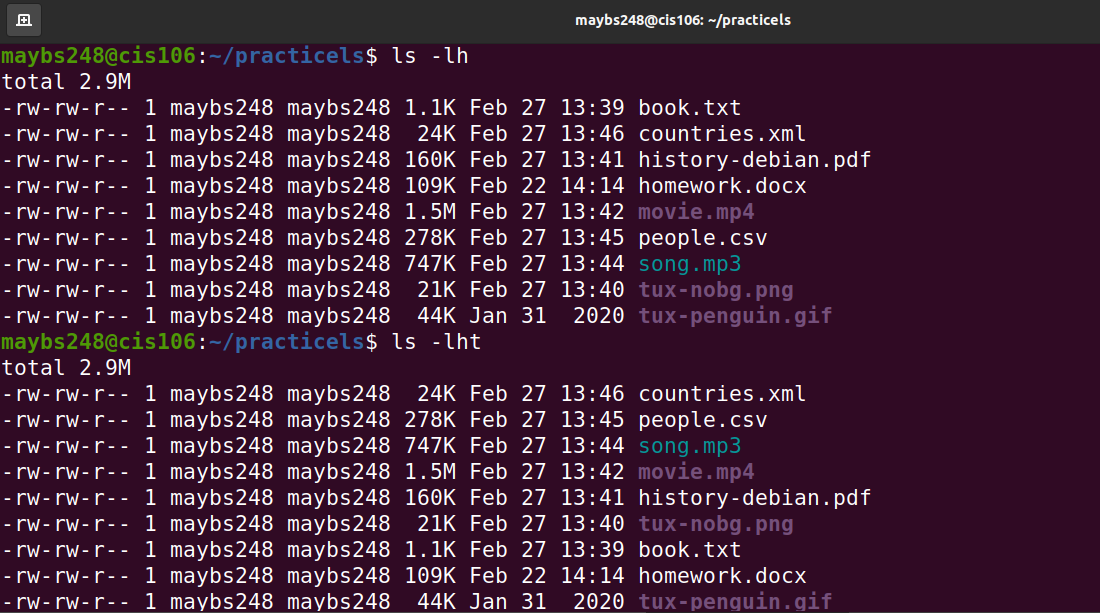 maybs248@cis106: ~/practicels
maybs248@cis106:~/practicels$ ls -lh
total 2.9M
-rw-rw-r-- 1 maybs248 maybs248 1.1K Feb 27 13:39 book.txt
-rw-rw-r-- 1 maybs248 maybs248  24K Feb 27 13:46 countries.xml
-rw-rw-r-- 1 maybs248 maybs248 160K Feb 27 13:41 history-debian.pdf
-rw-rw-r-- 1 maybs248 maybs248 109K Feb 22 14:14 homework.docx
-rw-rw-r-- 1 maybs248 maybs248 1.5M Feb 27 13:42 movie.mp4
-rw-rw-r-- 1 maybs248 maybs248 278K Feb 27 13:45 people.csv
-rw-rw-r-- 1 maybs248 maybs248 747K Feb 27 13:44 song.mp3
-rw-rw-r-- 1 maybs248 maybs248  21K Feb 27 13:40 tux-nobg.png
-rw-rw-r-- 1 maybs248 maybs248  44K Jan 31  2020 tux-penguin.gif
maybs248@cis106:~/practicels$ ls -lht
total 2.9M
-rw-rw-r-- 1 maybs248 maybs248  24K Feb 27 13:46 countries.xml
-rw-rw-r-- 1 maybs248 maybs248 278K Feb 27 13:45 people.csv
-rw-rw-r-- 1 maybs248 maybs248 747K Feb 27 13:44 song.mp3
-rw-rw-r-- 1 maybs248 maybs248 1.5M Feb 27 13:42 movie.mp4
-rw-rw-r-- 1 maybs248 maybs248 160K Feb 27 13:41 history-debian.pdf
-rw-rw-r-- 1 maybs248 maybs248  21K Feb 27 13:40 tux-nobg.png
-rw-rw-r-- 1 maybs248 maybs248 1.1K Feb 27 13:39 book.txt
-rw-rw-r-- 1 maybs248 maybs248 109K Feb 22 14:14 homework.docx
-rw-rw-r-- 1 maybs248 maybs248  44K Jan 31  2020 tux-penguin.gif